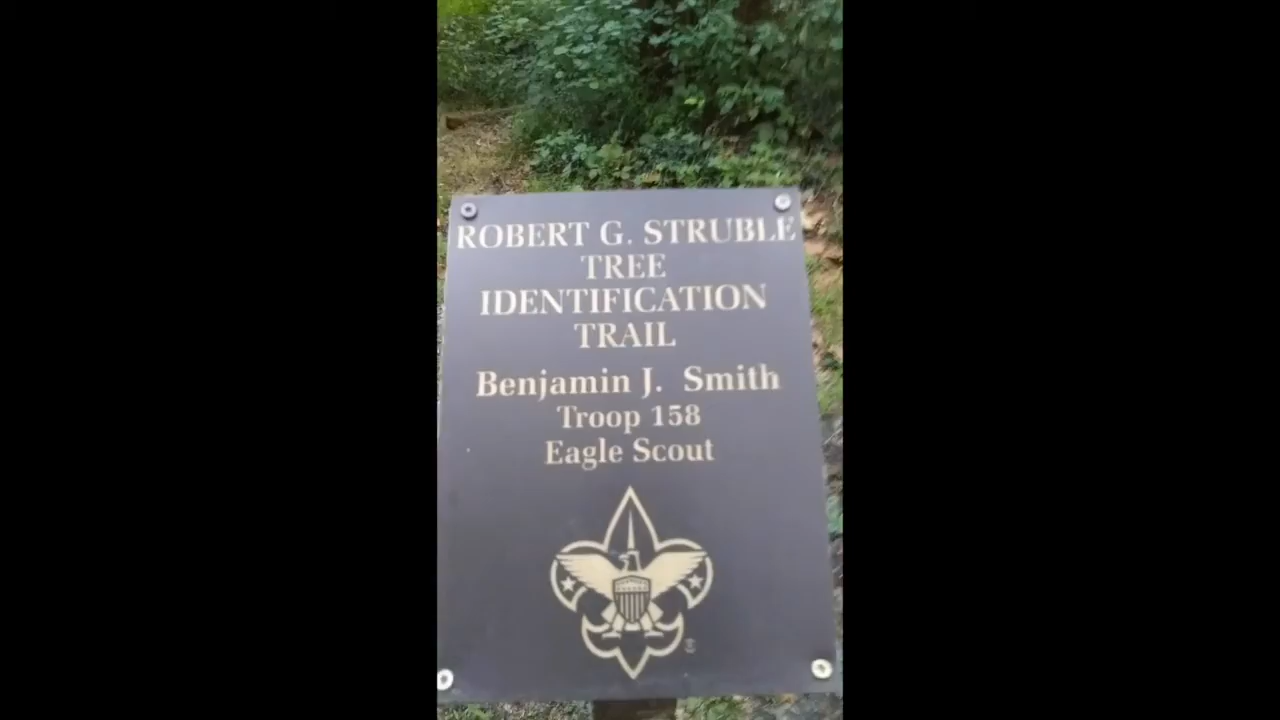 ROBERT G. STRUBLE
TREE
IDENTIFICATION
TRAIL
Benjamin J. Smith
Troop 158
Eagle Scout
®